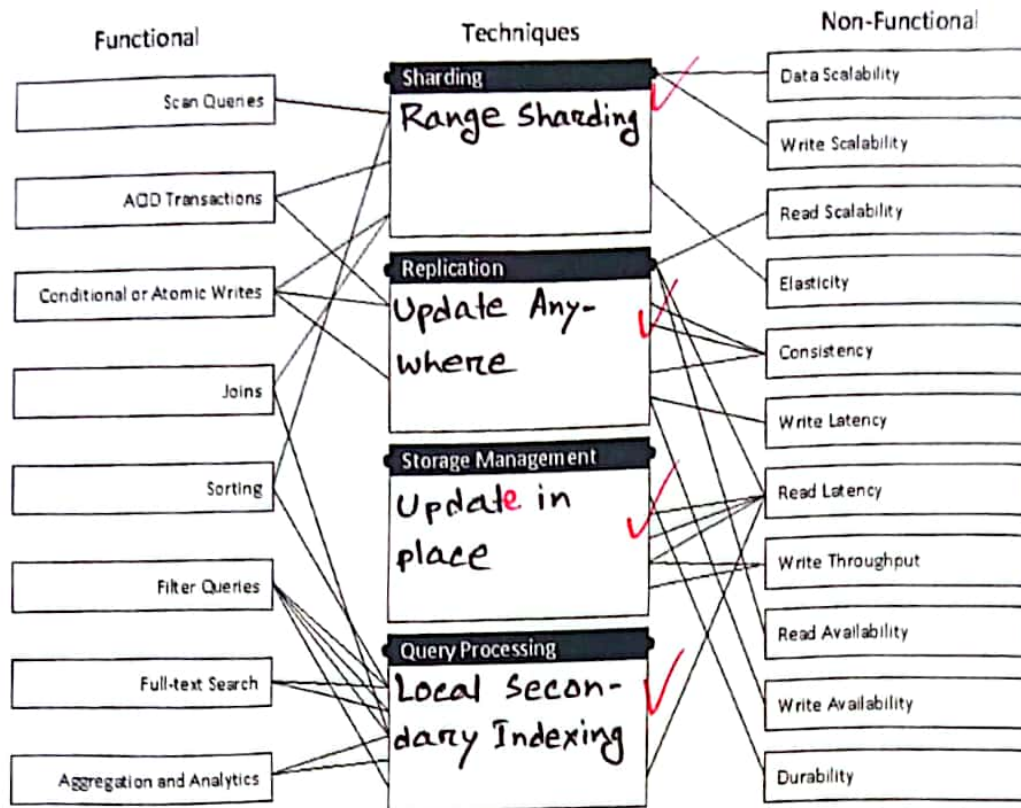 Functional
Techniques
Non-Functional
Scan Queries
ACID Transactions
Conditional or Atomic Writes
Joins
Sorting
Filter Queries
Full-text Search
Aggregation and Analytics
Sharding
Range Sharding
Replication
Update Any-
where
Storage Management
Update in
place
Query Processing
Local Secon-
dary Indexing
Data Scalability
Write Scalability
Read Scalability
Elasticity
Consistency
Write Latency
Read Latency
Write Throughput
Read Availability
Write Availability
Durability